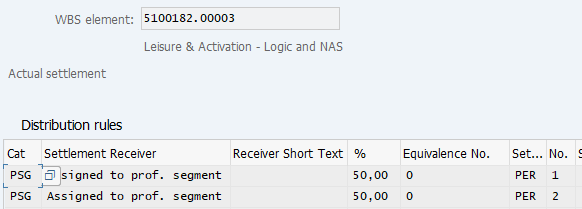 WBS element: 5100182.00003
Leisure & Activation - Logic and NAS
Actual settlement
Distribution rules
Cat Settlement Receiver Receiver Short Text % Equivalence No. Set... No. S
PSG ssigned to prof. segment 50,00 0 PER 1
PSG Assigned to prof. segment 50,00 0 PER 2